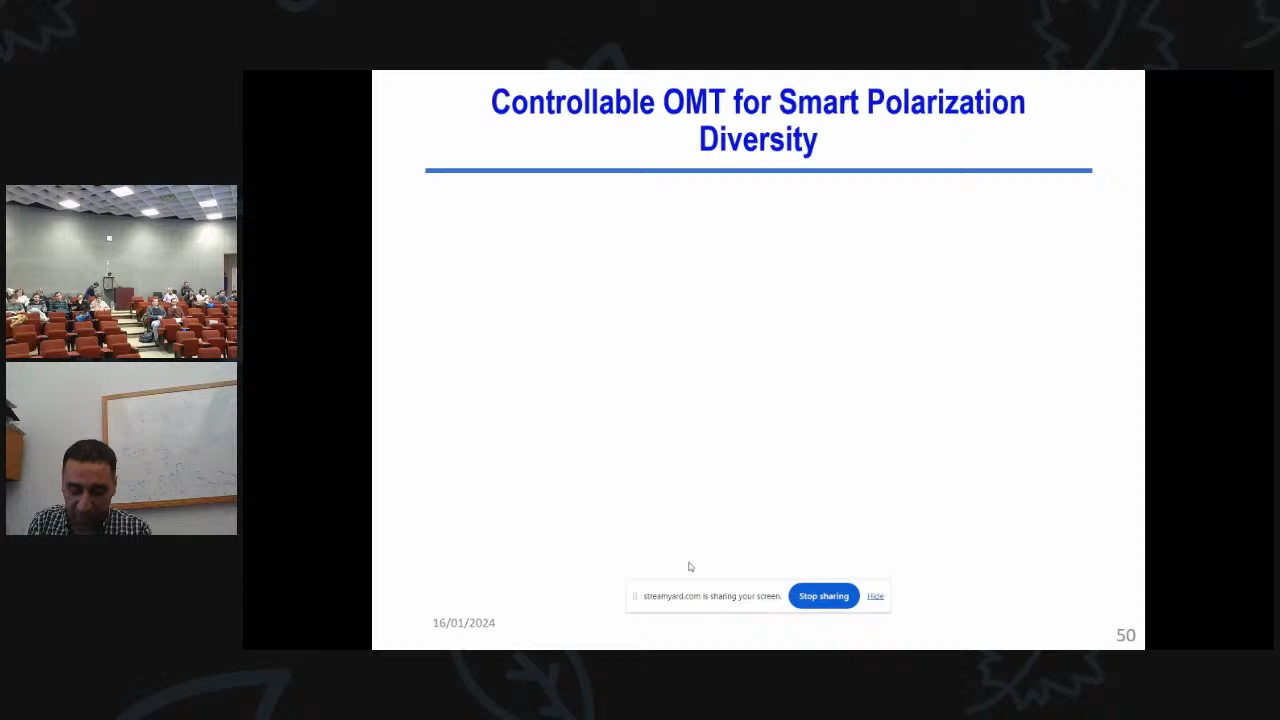 Controllable OMT for Smart Polarization
Diversity
streamyard.com is sharing your screen.
Stop sharing
Hide
16/01/2024
50